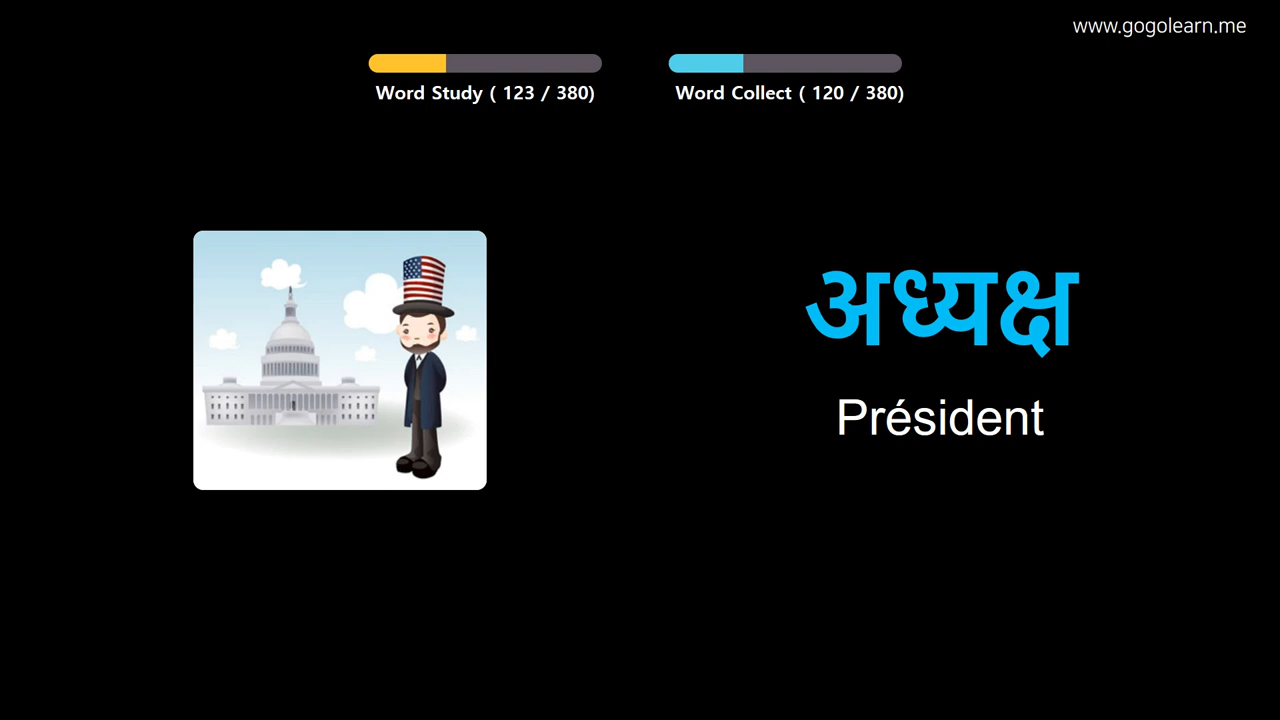 www.gogolearn.me
Word Study ( 123 / 380)
Word Collect ( 120 / 380)
अध्यक्ष
Président